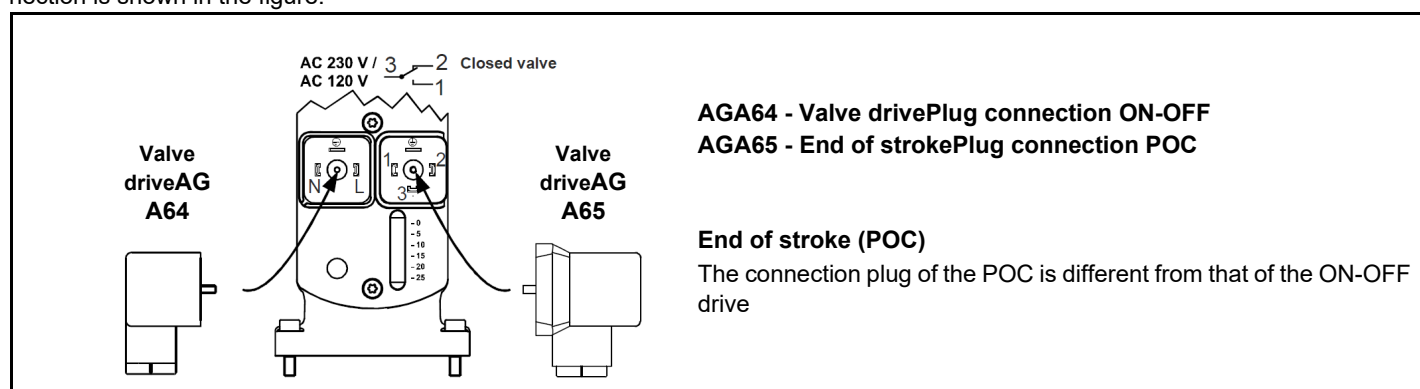 nection is shown in the figure.
AC 230 V / 3 2 Closed valve
AC 120 V 1
Valve
driveAG
A64
N L
1 2
3
-0
-5
-10
-15
-20
-25
Valve
driveAG
A65
AGA64 - Valve drivePlug connection ON-OFF
AGA65 - End of strokePlug connection POC
End of stroke (POC)
The connection plug of the POC is different from that of the ON-OFF
drive